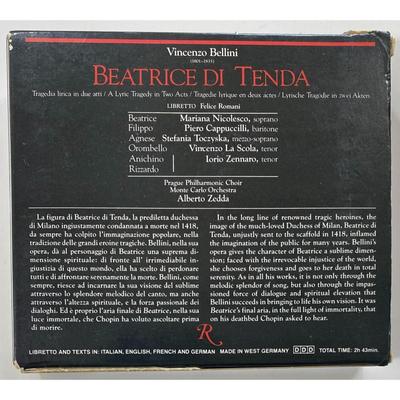 Vincenzo Bellini
(1801-1835)
BEATRICE DI TENDA
Tragedia lirica in due atti / A Lyric Tragedy in Two Acts / Tragédie lyrique en deux actes / Lyrische Tragödie in zwei Akten
LIBRETTO Felice Romani
Beatrice Mariana Nicolesco, soprano
Filippo Piero Cappuccilli, baritone
Agnese Stefania Toczyska, mezzo-soprano
Orombello Vincenzo La Scola, tenor
Anichino Iorio Zennaro, tenor
Rizzardo
Prague Philharmonic Choir
Monte Carlo Orchestra
Alberto Zedda
La figura di Beatrice di Tenda, la prediletta duchessa
di Milano ingiustamente condannata a morte nel 1418,
da sempre ha colpito l'immaginazione popolare, nella
tradizione delle grandi eroine tragiche. Bellini, nella sua
opera, dà al personaggio di Beatrice una suprema di-
mensione spirituale: di fronte all' irrimediabile in-
giustizia di questo mondo, ella ha scelto di perdonare
tutti e di affrontare serenamente la morte. Bellini, come
sempre, riesce ad incarnare la sua visione del sublime
attraverso lo splendore melodico del canto, ma anche
attraverso l'altezza spirituale, e la forza passionale dei
dialoghi. Ed è proprio l'aria finale di Beatrice, nella sua
luce immortale, che Chopin ha voluto ascoltare prima
di morire.
In the long line of renowned tragic heroines, the
image of the much-loved Duchess of Milan, Beatrice di
Tenda, unjustly sent to the scaffold in 1418, inflamed
the imagination of the public for many years. Bellini's
opera gives the character of Beatrice a sublime dimen-
sion; faced with the irrevocable injustice of the world,
she chooses forgiveness and goes to her death in total
serenity. As in all his works, it is not only through the
melodic splendor of song, but also through the impas-
sioned force of dialogue and spiritual elevation that
Bellini succeeds in bringing to life his own vision. It was
Beatrice's final aria, in the full light of immortality, that
on his deathbed Chopin asked to hear.
R
LIBRETTO AND TEXTS IN: ITALIAN, ENGLISH, FRENCH AND GERMAN MADE IN WEST GERMANY DDD TOTAL TIME: 2h 43min.